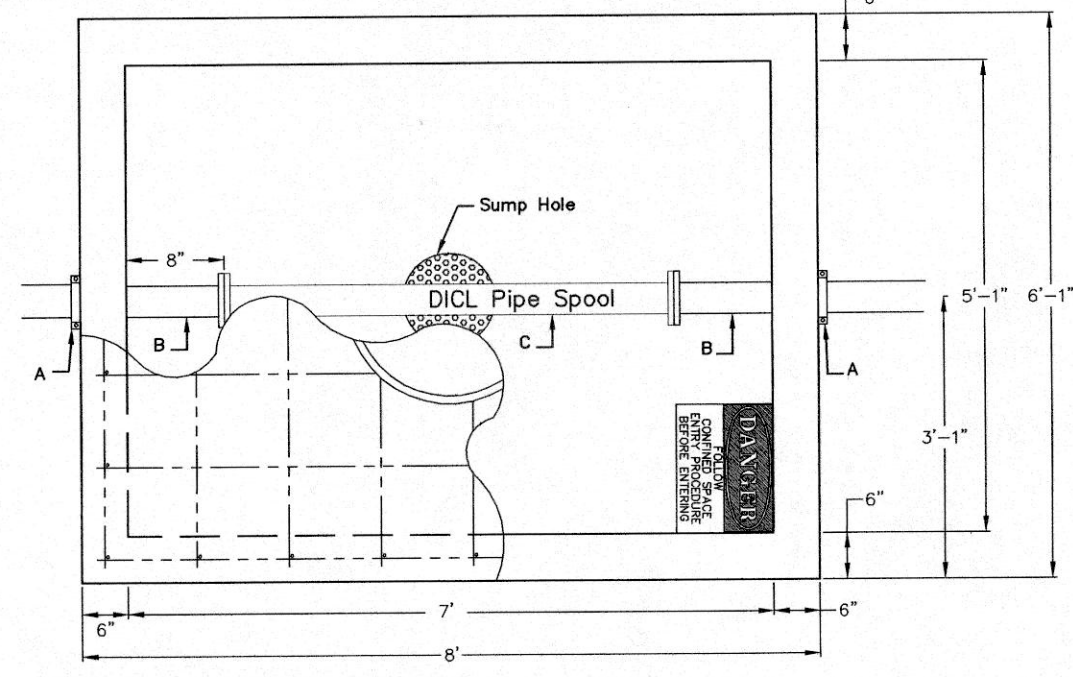 Sump Hole
8"
DICL Pipe Spool
5'-1"
6'-1"
B
C
B
A
A
3'-1"
DANGER
FOLLOW
CONFINED SPACE
ENTRY PROCEDURE
BEFORE ENTERING
6"
7'
6"
6"
8'